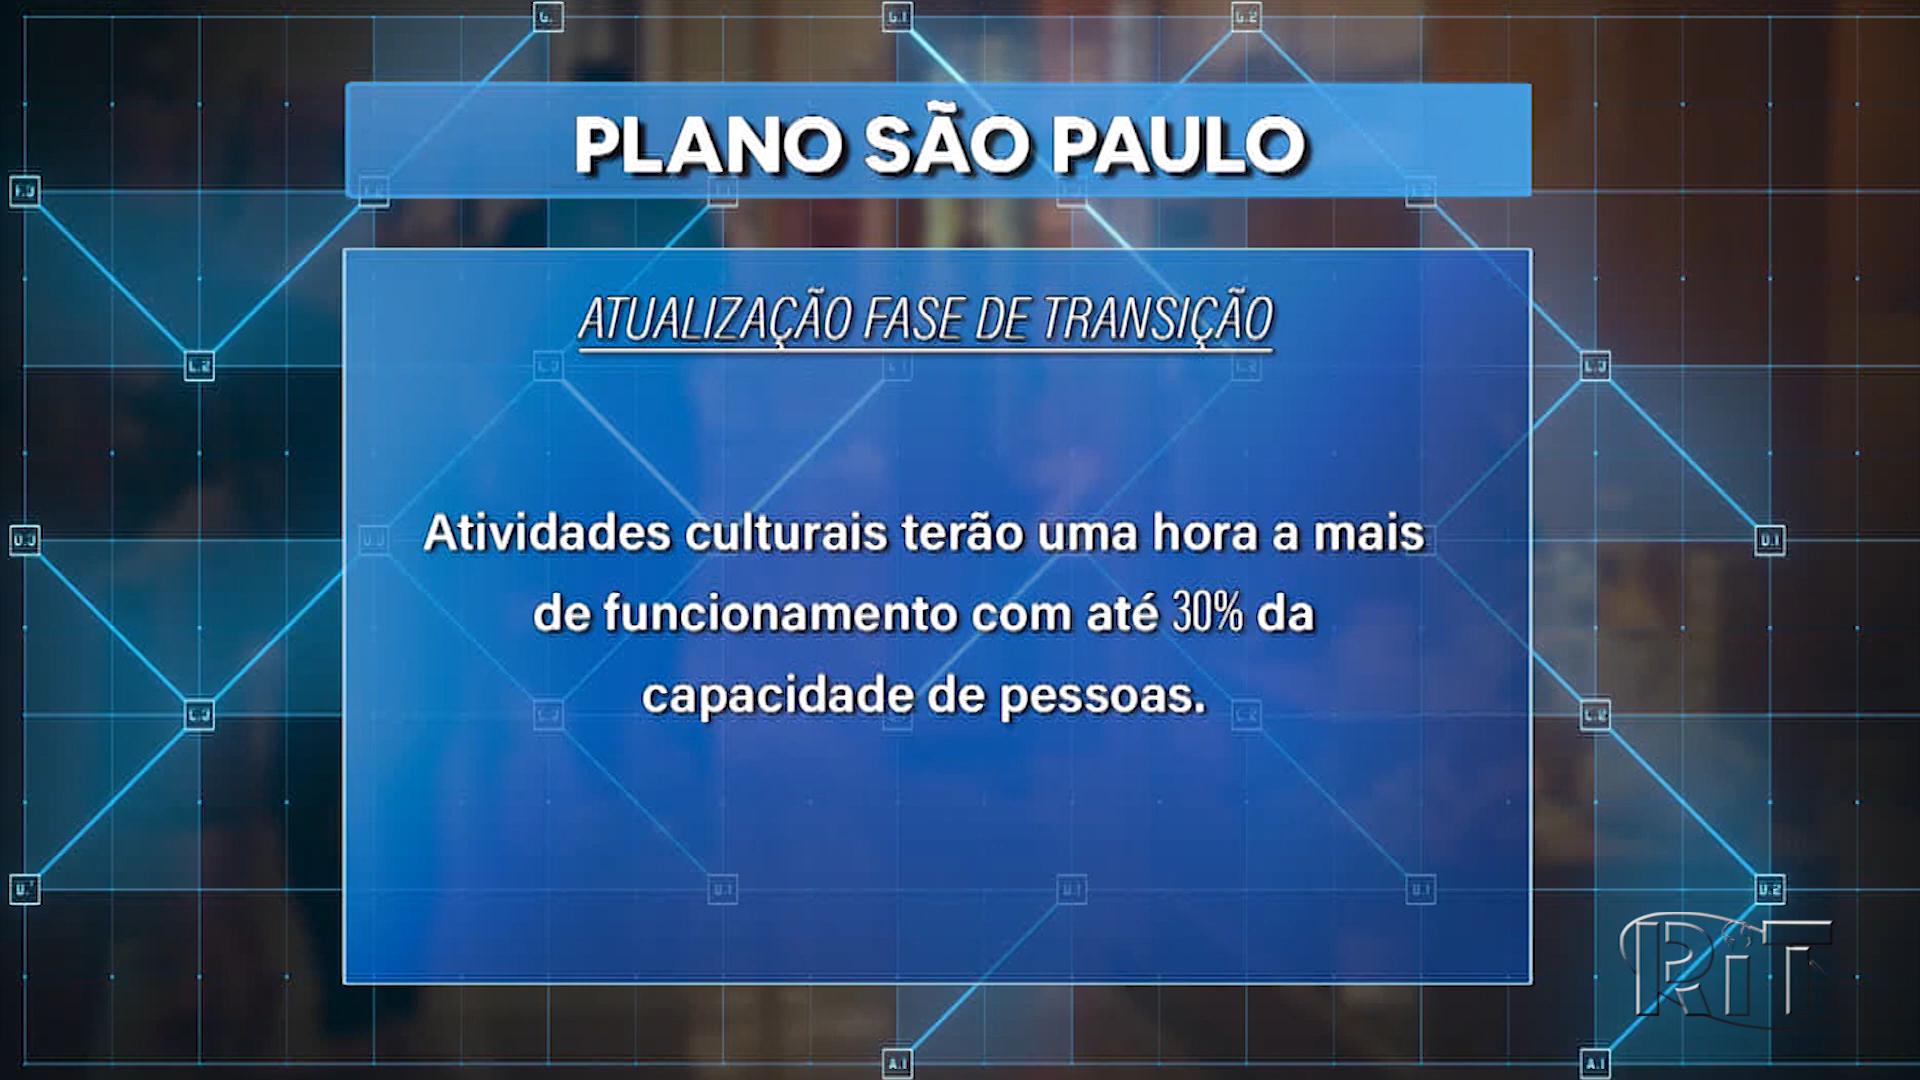 PLANO SÃO PAULO
ATUALIZAÇÃO FASE DE TRANSIÇÃO
Atividades culturais terão uma hora a mais
de funcionamento com até 30% da
capacidade de pessoas.
RiT